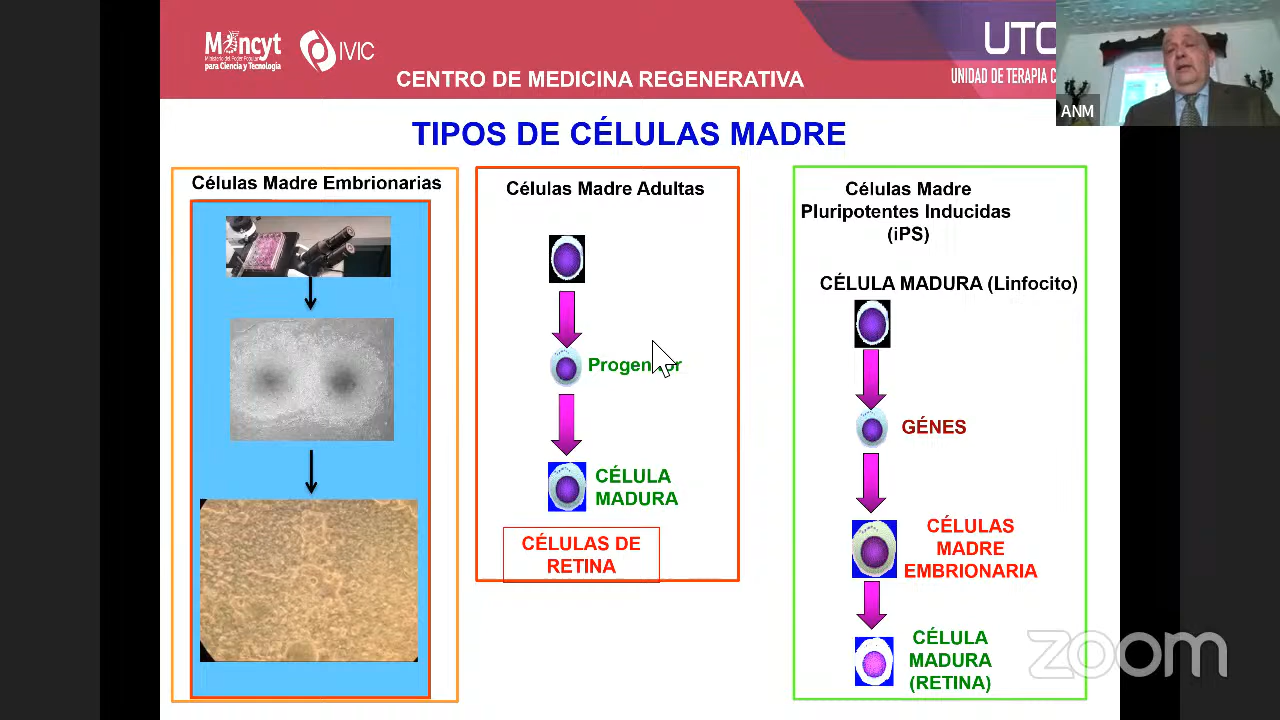 Mincyt
Ministerio del Poder Popular
para Ciencia y Tecnología
IVIC
CENTRO DE MEDICINA REGENERATIVA
UTC
UNIDAD DE TERAPIA C
ANM
TIPOS DE CÉLULAS MADRE
Células Madre Embrionarias
Células Madre Adultas
Progenitor
CÉLULA
MADURA
CÉLULAS DE
RETINA
Células Madre
Pluripotentes Inducidas
(iPS)
CÉLULA MADURA (Linfocito)
GÉNES
CÉLULAS
MADRE
EMBRIONARIA
CÉLULA
MADURA
(RETINA)
zoom